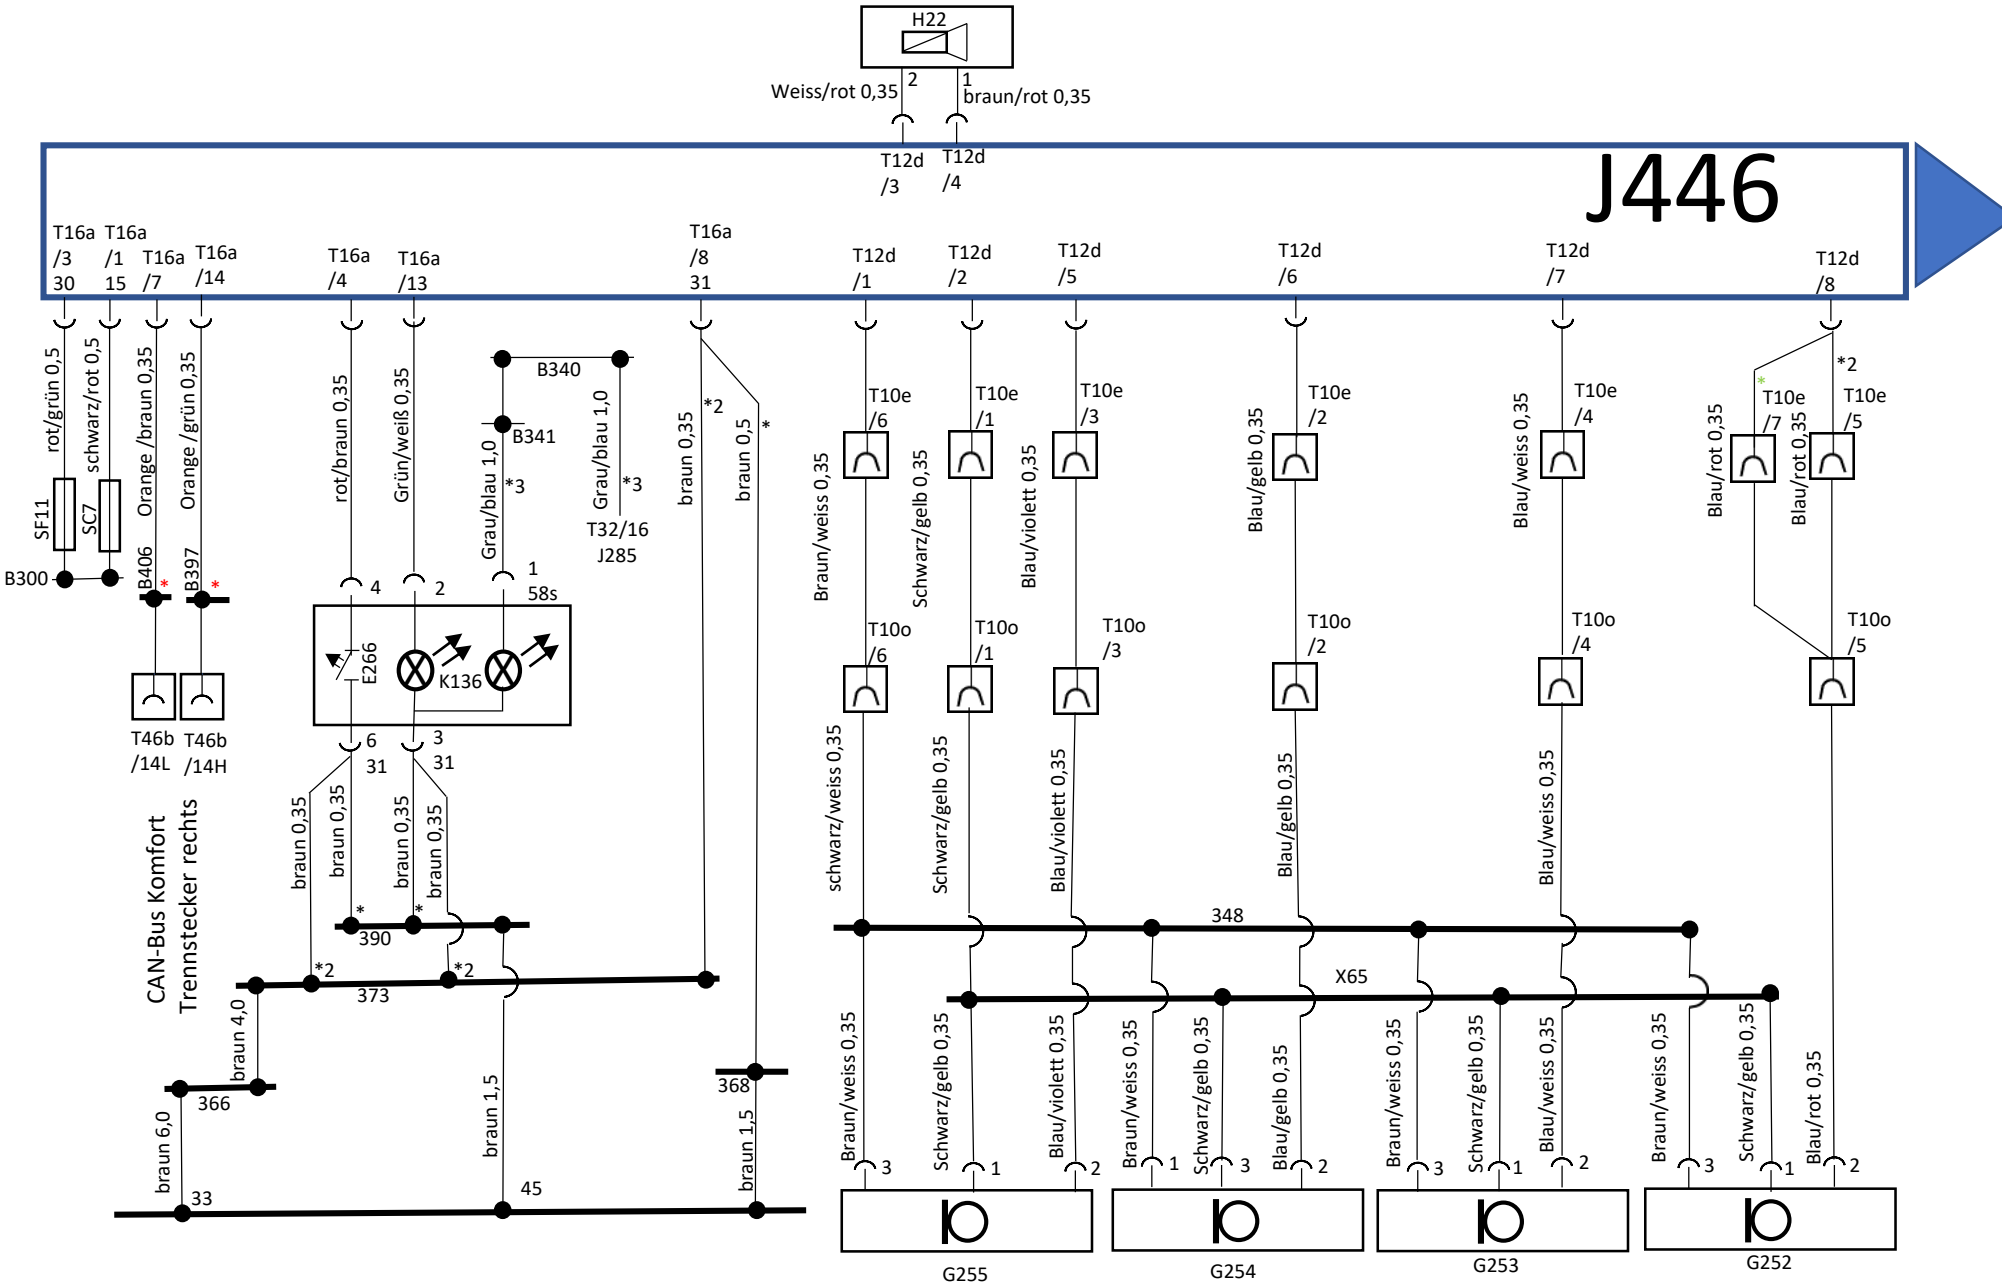 H22
2
1
Weiss/rot 0,35
braun/rot 0,35
T12d
/3
T12d
/4
J446
T16a
/3
30
T16a
/1
15
T16a
/7
T16a
/14
T16a
/4
T16a
/13
T16a
/8
31
T12d
/1
T12d
/2
T12d
/5
T12d
/6
T12d
/7
T12d
/8
rot/grün 0,5
schwarz/rot 0,5
Orange /braun 0,35
Orange /grün 0,35
rot/braun 0,35
Grün/weiß 0,35
B340
B341
Grau/blau 1,0
*3
Grau/blau 1,0
*3
T32/16
J285
braun 0,35
*2
braun 0,5
*
T10e
/6
T10e
/1
T10e
/3
T10e
/2
T10e
/4
*
*2
T10e
/7
T10e
/5
Braun/weiss 0,35
Schwarz/gelb 0,35
Blau/violett 0,35
Blau/gelb 0,35
Blau/weiss 0,35
Blau/rot 0,35
Blau/rot 0,35
SF11
SC7
B300
B406
*
B397
*
4
2
1
58s
E266
K136
6
31
3
31
T46b
/14L
T46b
/14H
CAN-Bus Komfort
Trennstecker rechts
T10o
/6
T10o
/1
T10o
/3
T10o
/2
T10o
/4
T10o
/5
braun 0,35
braun 0,35
braun 0,35
braun 0,35
schwarz/weiss 0,35
Schwarz/gelb 0,35
Blau/violett 0,35
Blau/gelb 0,35
Blau/weiss 0,35
*
*
390
*2
*2
373
348
X65
braun 4,0
366
braun 6,0
braun 1,5
368
braun 1,5
33
45
Braun/weiss 0,35
Schwarz/gelb 0,35
Blau/violett 0,35
Braun/weiss 0,35
Schwarz/gelb 0,35
Blau/gelb 0,35
Braun/weiss 0,35
Schwarz/gelb 0,35
Blau/weiss 0,35
Braun/weiss 0,35
Schwarz/gelb 0,35
Blau/rot 0,35
3
1
2
1
3
2
3
1
2
3
1
2
G255
G254
G253
G252